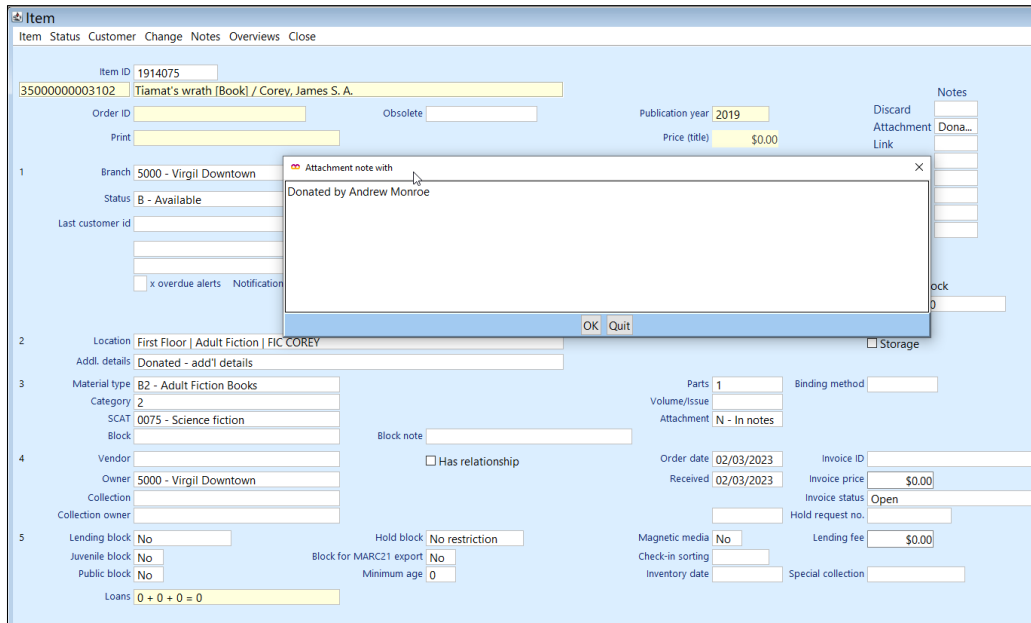 Item
Item Status Customer Change Notes Overviews Close
Item ID 1914075
35000000003102 Tiamat's wrath [Book] / Corey, James S. A. Notes
Order ID Obsolete Publication year 2019 Discard
Attachment Dona...
Print Price (title) $0.00 Link
Attachment note with
1 Branch 5000 - Virgil Downtown
Donated by Andrew Monroe
Status B - Available
Last customer id
x overdue alerts Notification
ock
0
OK Quit
2 Location First Floor | Adult Fiction | FIC COREY Storage
Addl. details Donated - add'l details
3 Material type B2 - Adult Fiction Books Parts 1 Binding method
Category 2 Volume/Issue
SCAT 0075 - Science fiction Attachment N - In notes
Block Block note
4 Vendor Has relationship Order date 02/03/2023 Invoice ID
Owner 5000 - Virgil Downtown Received 02/03/2023 Invoice price $0.00
Collection Invoice status Open
Collection owner Hold request no.
5 Lending block No Hold block No restriction Magnetic media No Lending fee $0.00
Juvenile block No Block for MARC21 export No Check-in sorting
Public block No Minimum age 0 Inventory date Special collection
Loans 0 + 0 + 0 = 0